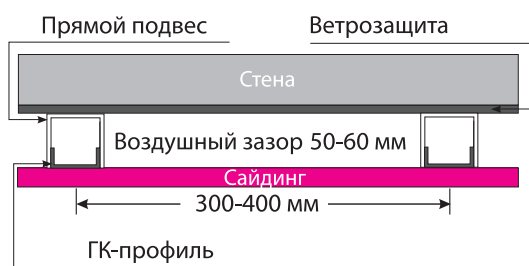 Прямой подвес
Ветрозащита
Стена
Воздушный зазор 50-60 мм
Сайдинг
300-400 мм
ГК-профиль